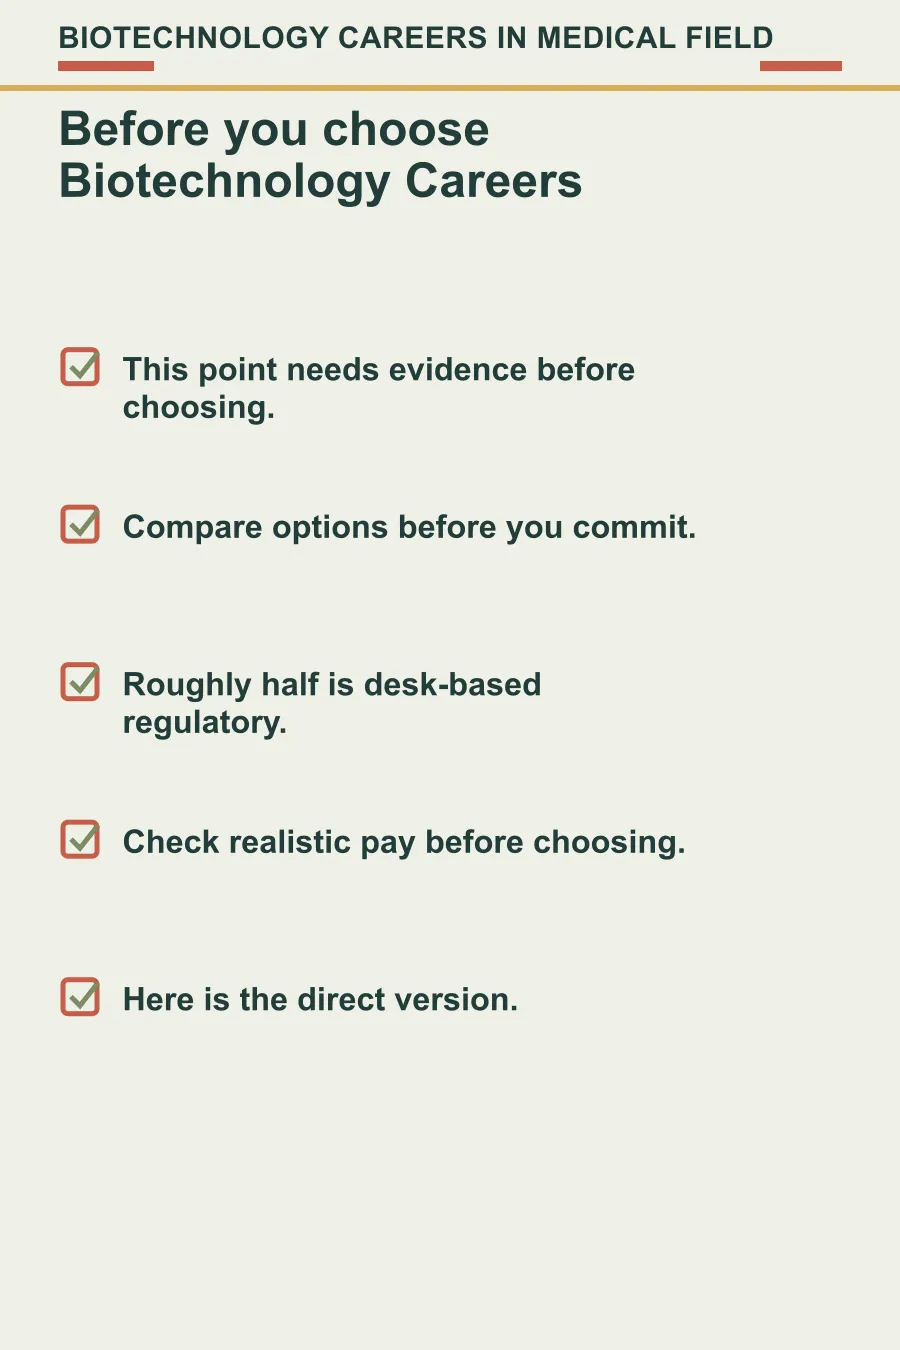 BIOTECHNOLOGY CAREERS IN MEDICAL FIELD
Before you choose
Biotechnology Careers
This point needs evidence before
choosing.
Compare options before you commit.
Roughly half is desk-based
regulatory.
Check realistic pay before choosing.
Here is the direct version.